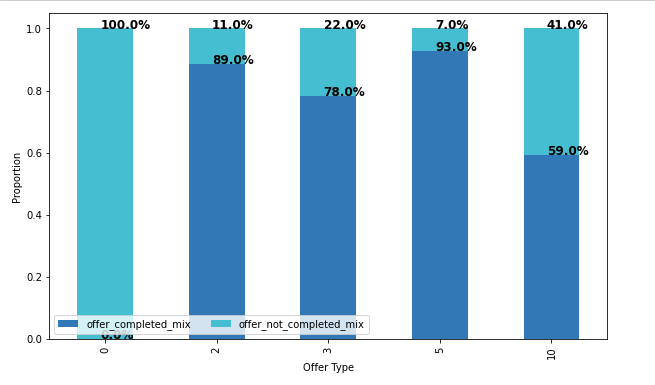 100.0% 11.0% 22.0% 7.0% 41.0%
1.0
93.0%
89.0%
0.8
78.0%
0.6
59.0%
Proportion
0.4
0.2
offer_completed_mix offer_not_completed_mix
0.0%
0.0
0 2 3 5 10
Offer Type